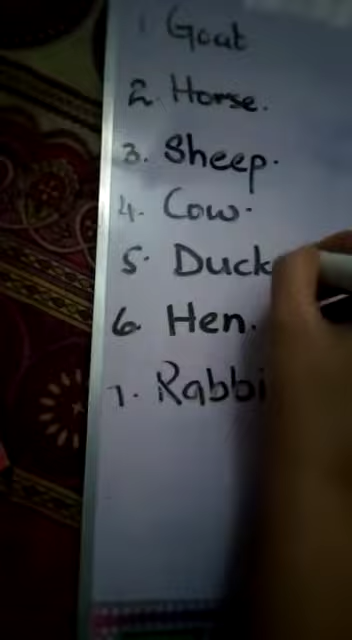 1 Goat
2. Horse.
3. Sheep.
4. Cow.
5. Duck
6. Hen.
7. Rabbi